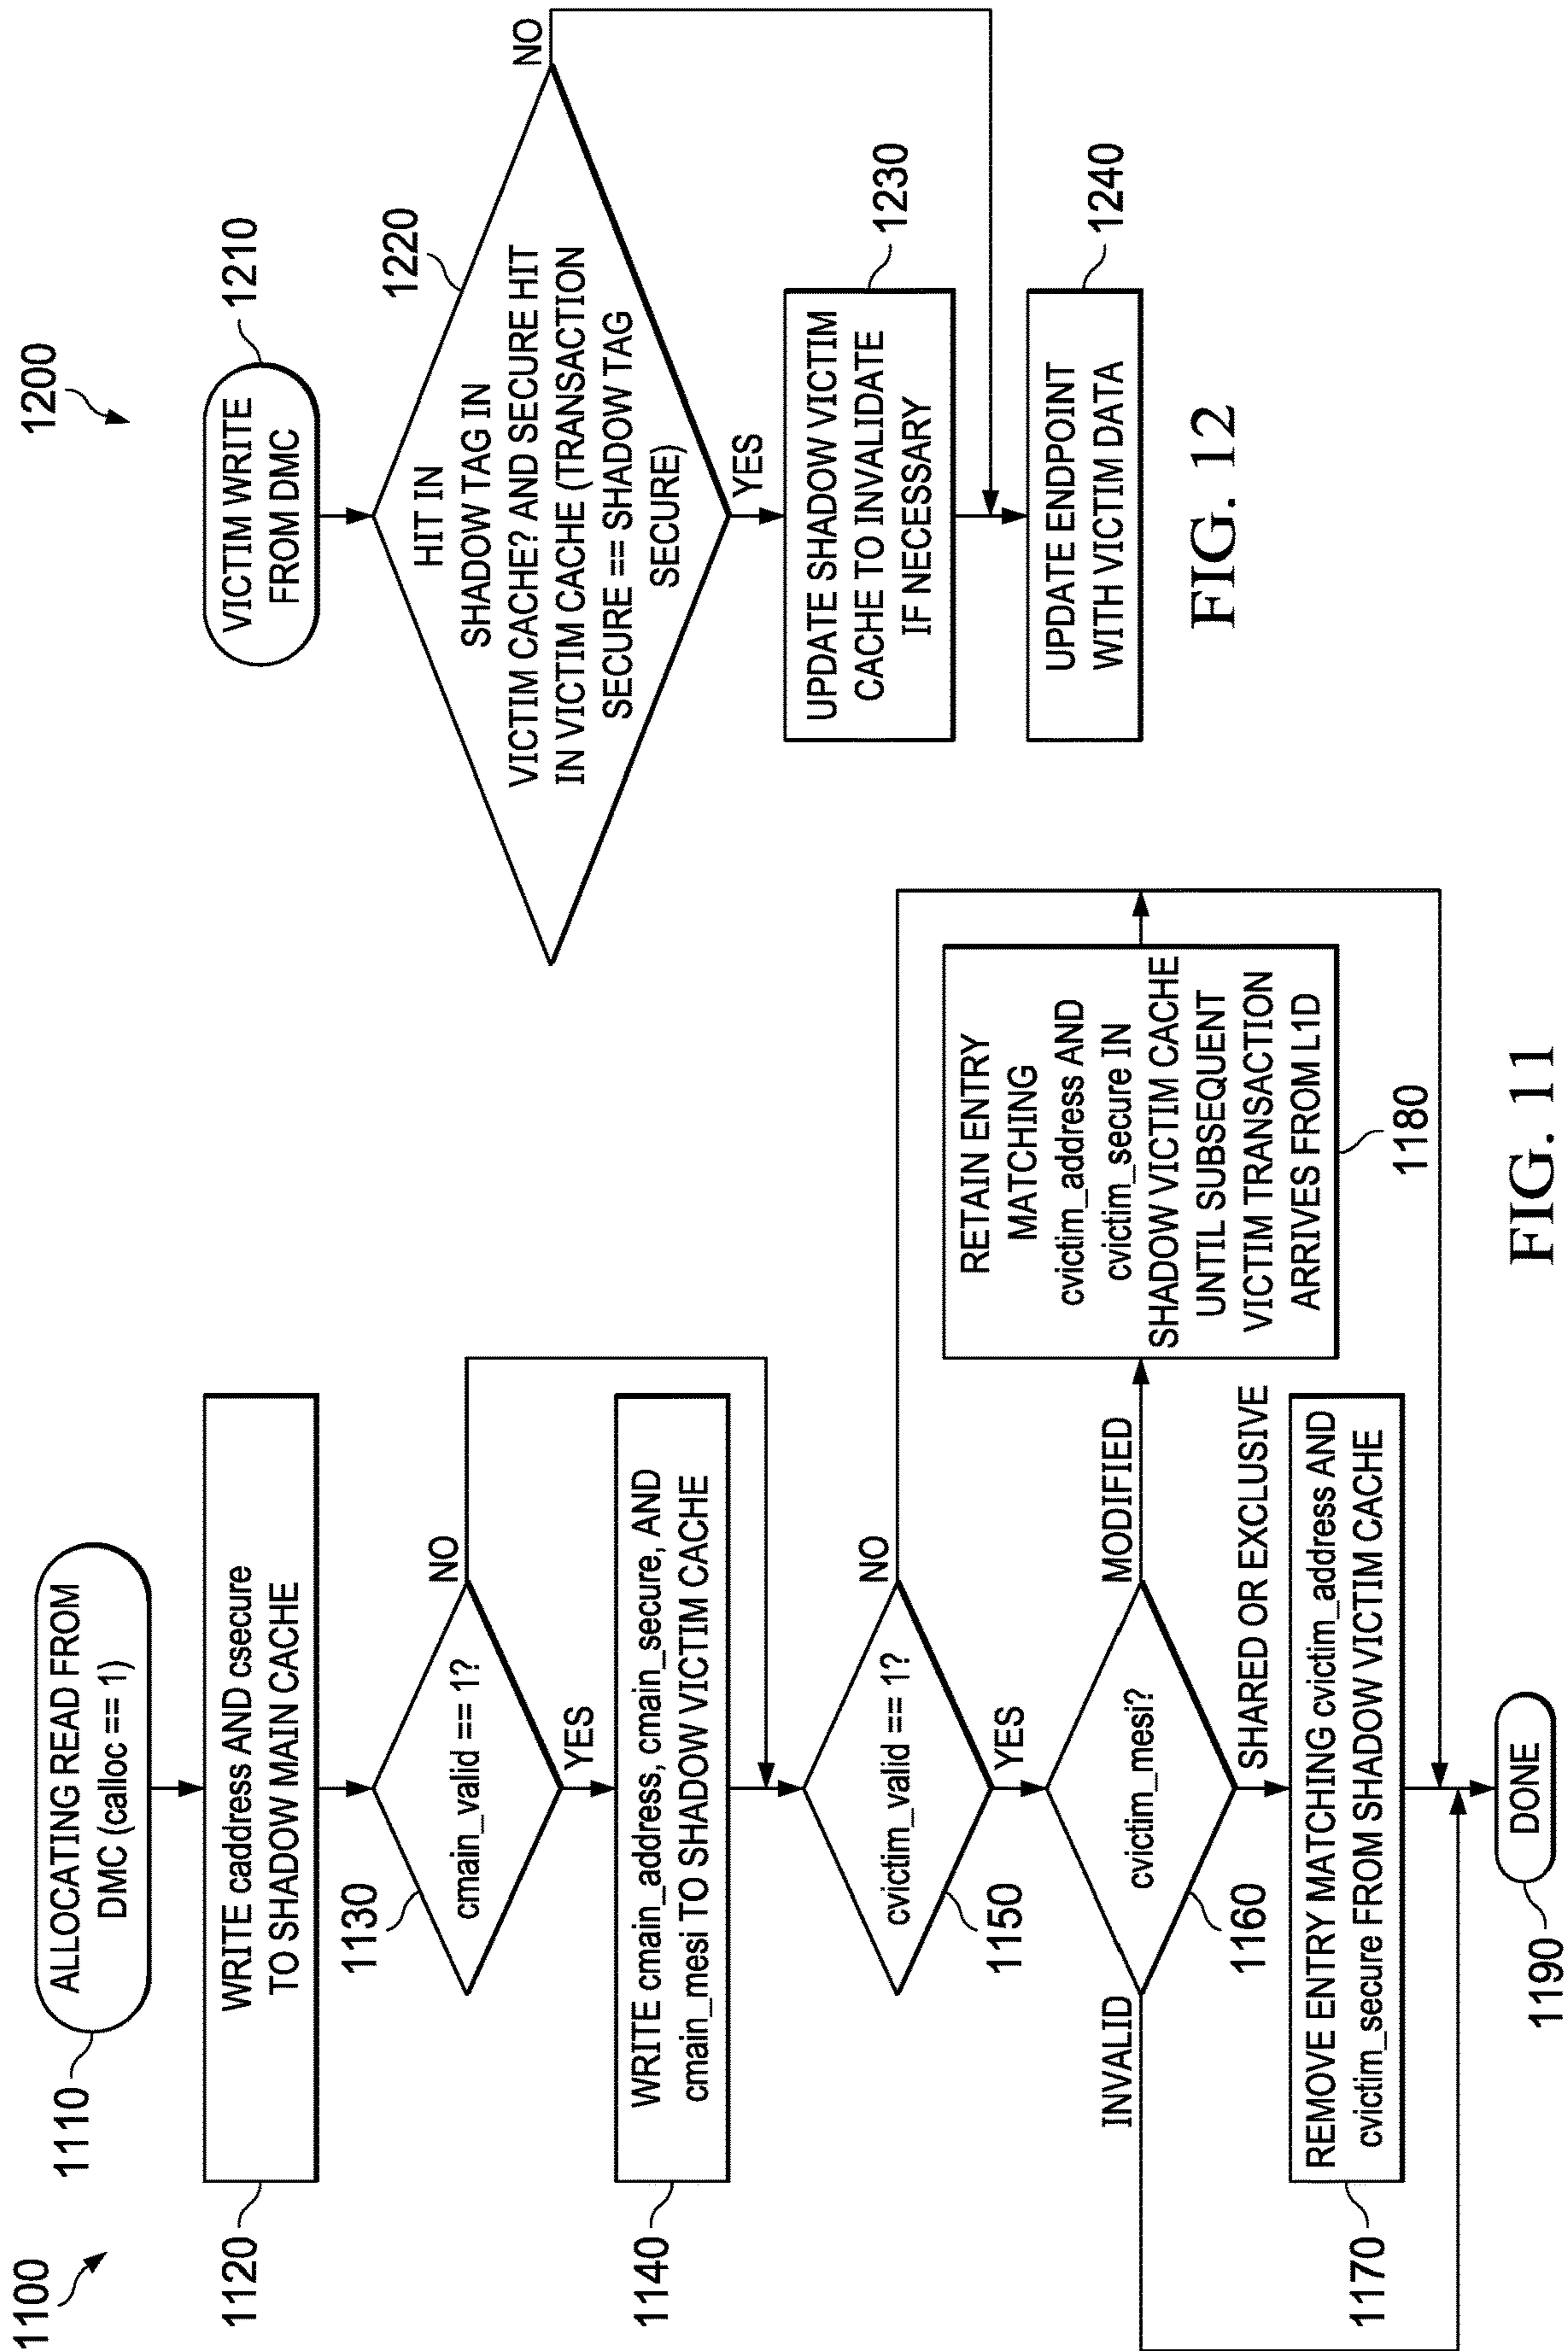 1100
1110
ALLOCATING READ FROM
DMC (calloc == 1)
1120
WRITE caddress AND csecure
TO SHADOW MAIN CACHE
1130
cmain_valid == 1?
NO
YES
1140
WRITE cmain_address, cmain_secure, AND
cmain_mesi TO SHADOW VICTIM CACHE
1150
cvictim_valid == 1?
NO
YES
1160
cvictim_mesi?
INVALID
MODIFIED
SHARED OR EXCLUSIVE
1170
REMOVE ENTRY MATCHING cvictim_address AND
cvictim_secure FROM SHADOW VICTIM CACHE
RETAIN ENTRY
MATCHING
cvictim_address AND
cvictim_secure IN
SHADOW VICTIM CACHE
UNTIL SUBSEQUENT
VICTIM TRANSACTION
ARRIVES FROM L1D
1180
1190
DONE
FIG. 11
1200
VICTIM WRITE
FROM DMC
1210
HIT IN
SHADOW TAG IN
VICTIM CACHE? AND SECURE HIT
IN VICTIM CACHE (TRANSACTION
SECURE == SHADOW TAG
SECURE)
1220
NO
YES
UPDATE SHADOW VICTIM
CACHE TO INVALIDATE
IF NECESSARY
1230
UPDATE ENDPOINT
WITH VICTIM DATA
1240
FIG. 12